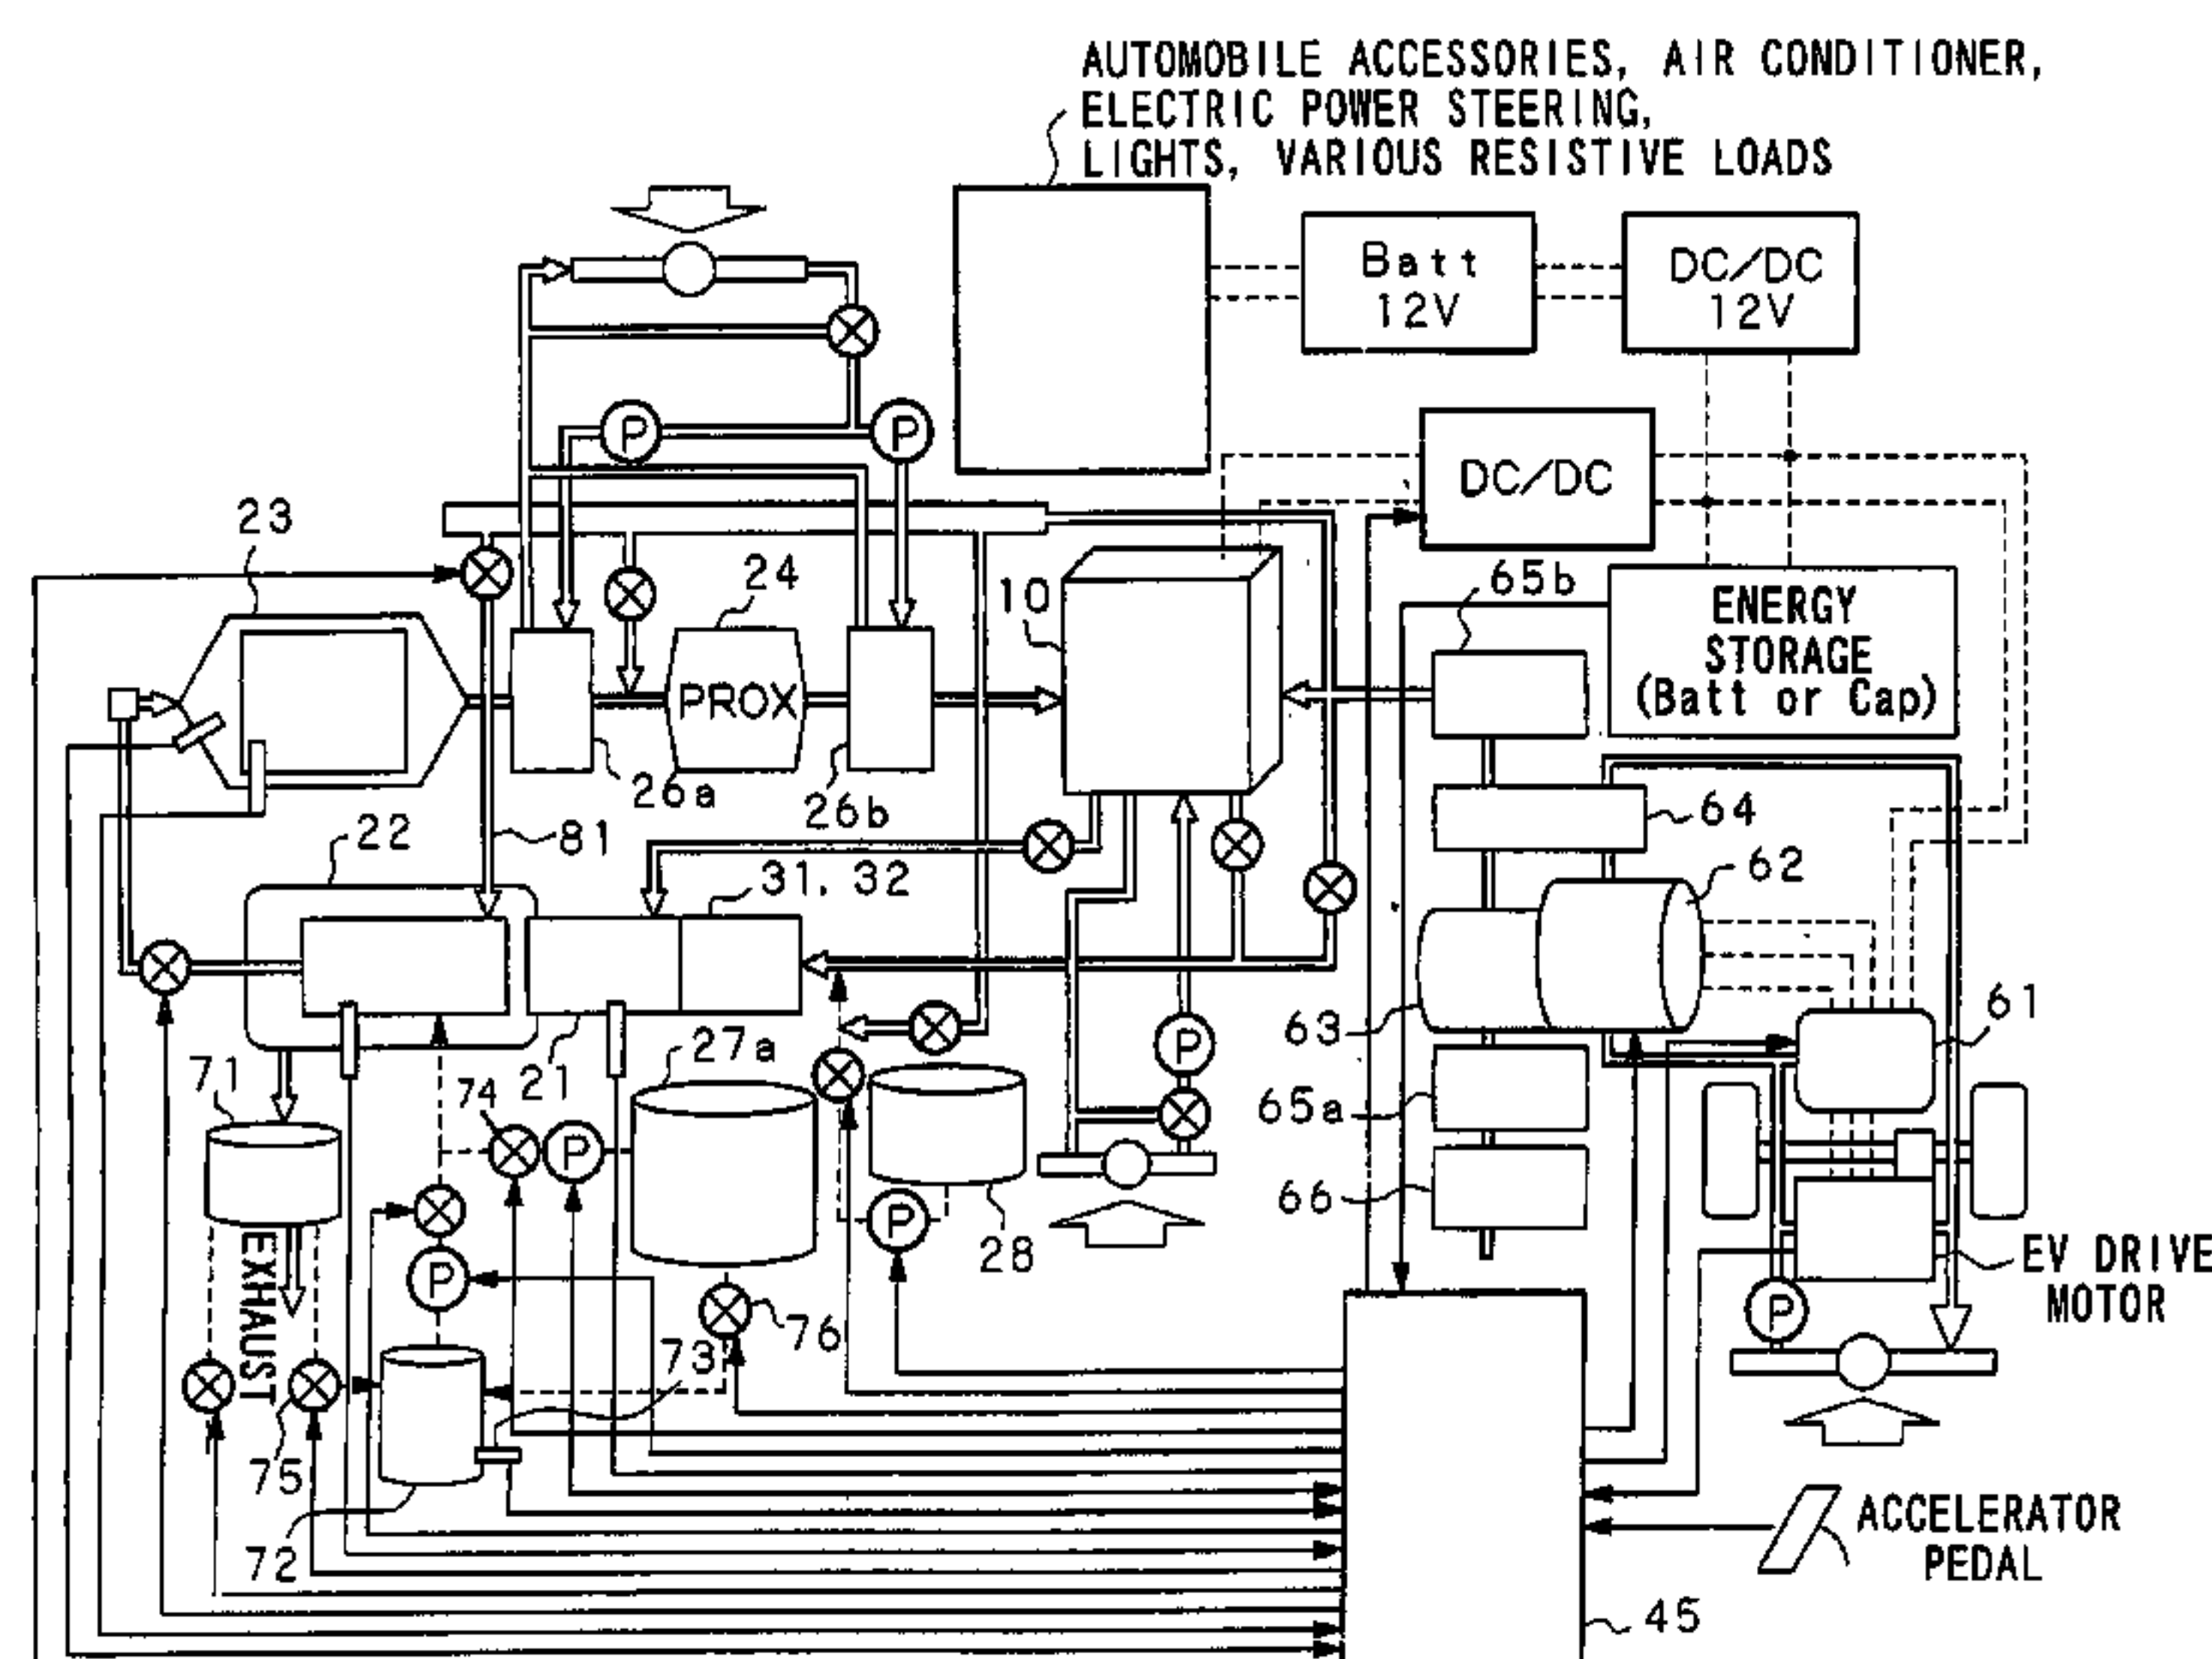 AUTOMOBILE ACCESSORIES, AIR CONDITIONER,
ELECTRIC POWER STEERING,
LIGHTS, VARIOUS RESISTIVE LOADS
Batt
12V
DC/DC
12V
P
P
DC/DC
23
24
10
65b
ENERGY
STORAGE
(Batt or Cap)
PROX
26a
26b
64
22
81
31, 32
62
63
61
71
74
21
27a
P
65a
P
66
P
28
EV DRIVE
MOTOR
EXHAUST
P
76
P
73
75
72
ACCELERATOR
PEDAL
45